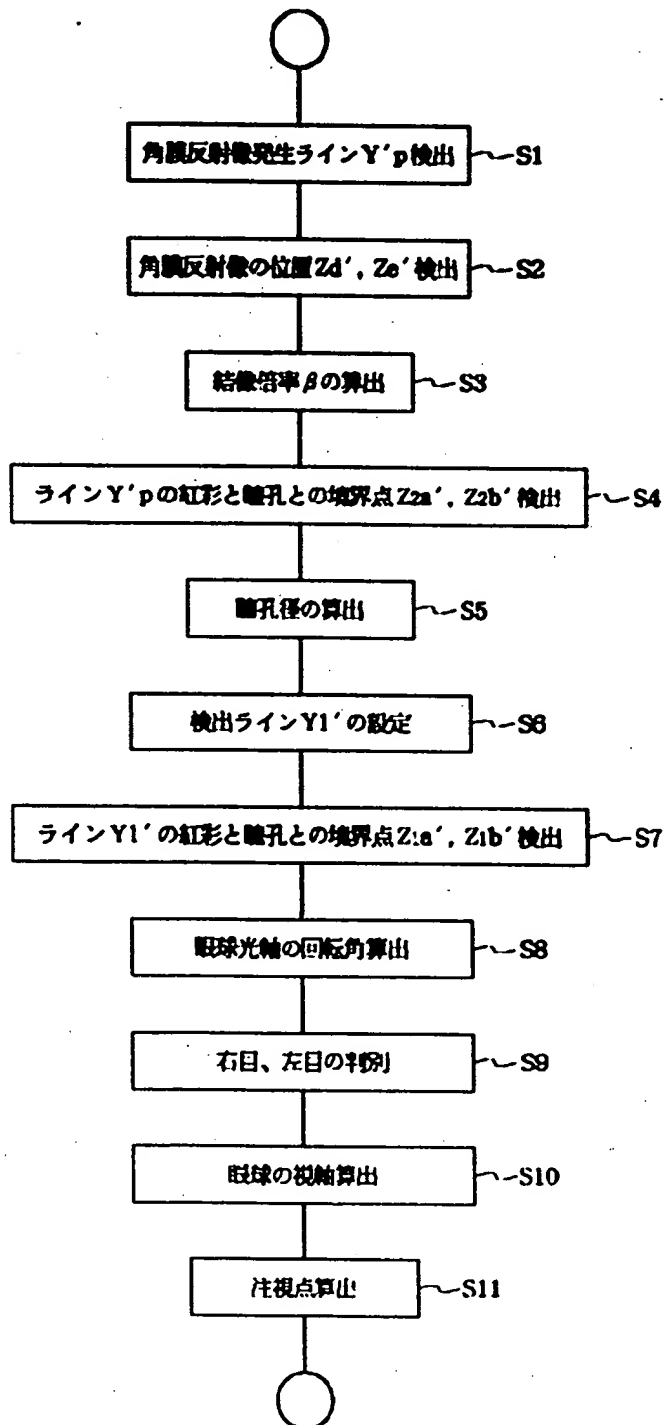 角膜反射像発生ラインY′p検出 S1
角膜反射像の位置Zd′, Ze′検出 S2
結像倍率βの算出 S3
ラインY′pの虹彩と瞳孔との境界点Z2a′, Z2b′検出 S4
瞳孔径の算出 S5
検出ラインY1′の設定 S6
ラインY1′の虹彩と瞳孔との境界点Z1a′, Z1b′検出 S7
眼球光軸の回転角算出 S8
右目、左目の判別 S9
眼球の視軸算出 S10
注視点算出 S11